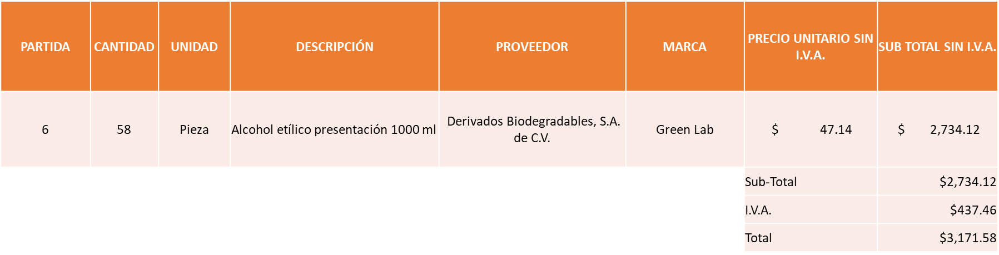 PARTIDA CANTIDAD UNIDAD DESCRIPCIÓN PROVEEDOR MARCA PRECIO UNITARIO SIN I.V.A. SUB TOTAL SIN I.V.A.
6 58 Pieza Alcohol etílico presentación 1000 ml Derivados Biodegradables, S.A. de C.V. Green Lab $ 47.14 $ 2,734.12
Sub-Total $2,734.12
I.V.A. $437.46
Total $3,171.58